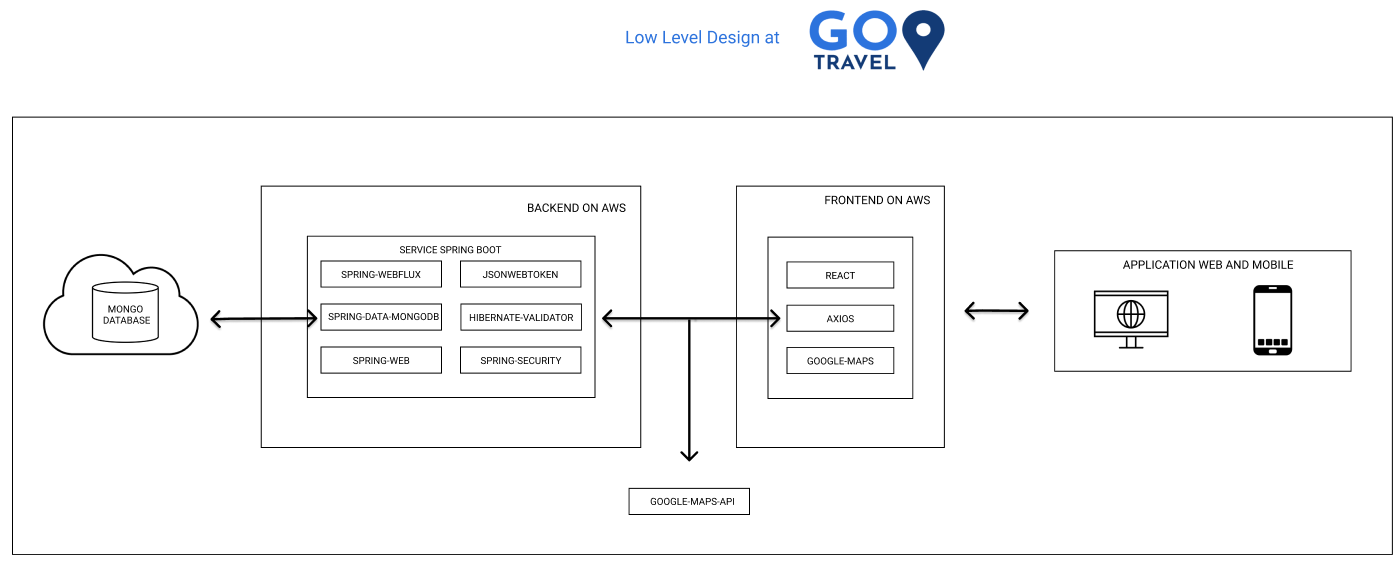 Low Level Design at
GO
TRAVEL
BACKEND ON AWS
FRONTEND ON AWS
SERVICE SPRING BOOT
SPRING-WEBFLUX
JSONWEBTOKEN
SPRING-DATA-MONGODB
HIBERNATE-VALIDATOR
SPRING-WEB
SPRING-SECURITY
MONGO
DATABASE
REACT
AXIOS
GOOGLE-MAPS
APPLICATION WEB AND MOBILE
GOOGLE-MAPS-API